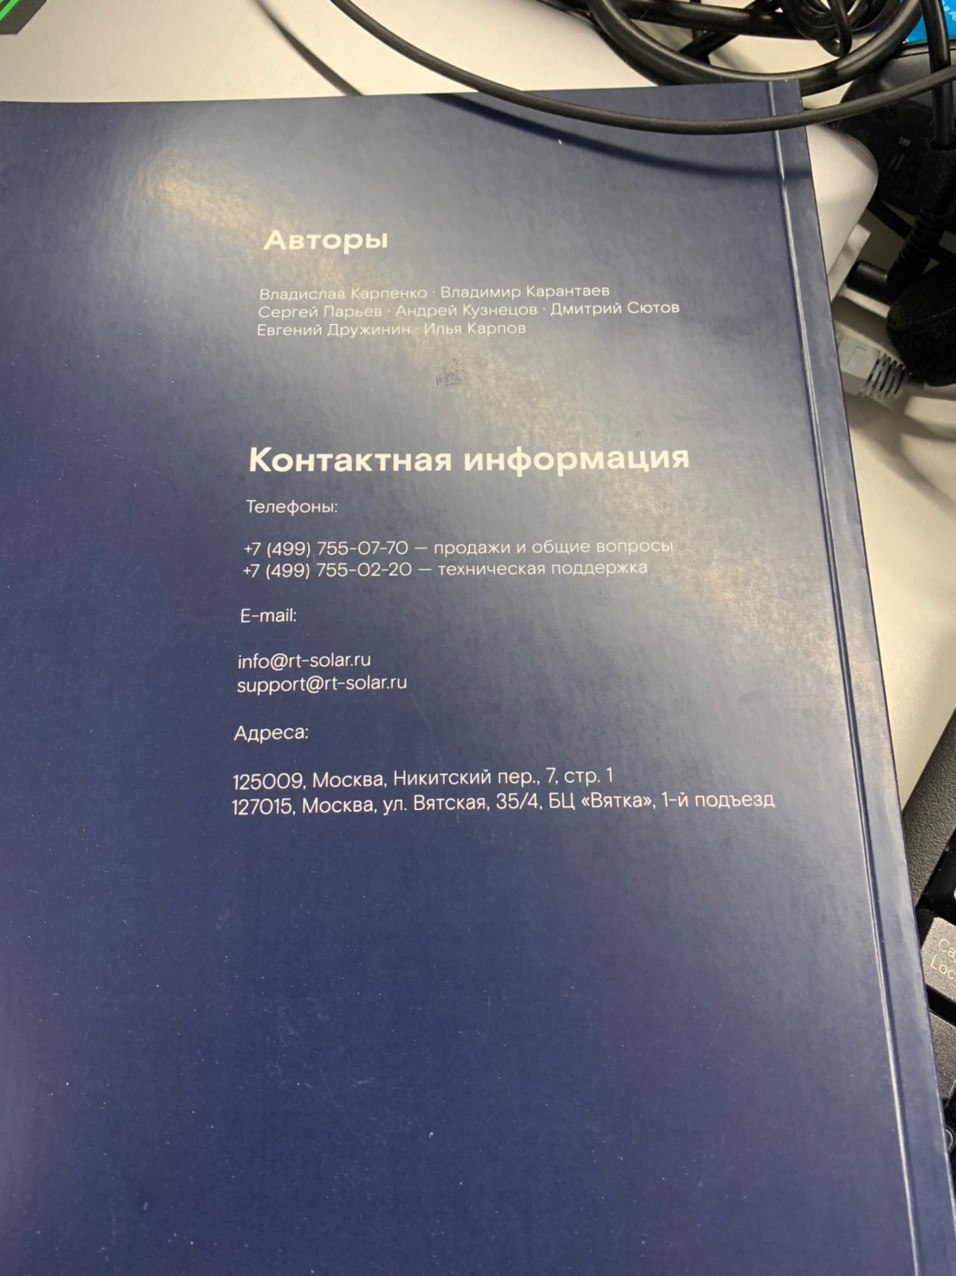 Авторы
Владислав Карпенко · Владимир Карантаев
Сергей Парьев · Андрей Кузнецов · Дмитрий Сютов
Евгений Дружинин · Илья Карпов
Контактная информация
Телефоны:
+7 (499) 755-07-70 — продажи и общие вопросы
+7 (499) 755-02-20 — техническая поддержка
E-mail:
info@rt-solar.ru
support@rt-solar.ru
Адреса:
125009, Москва, Никитский пер., 7, стр. 1
127015, Москва, ул. Вятская, 35/4, БЦ «Вятка», 1-й подъезд